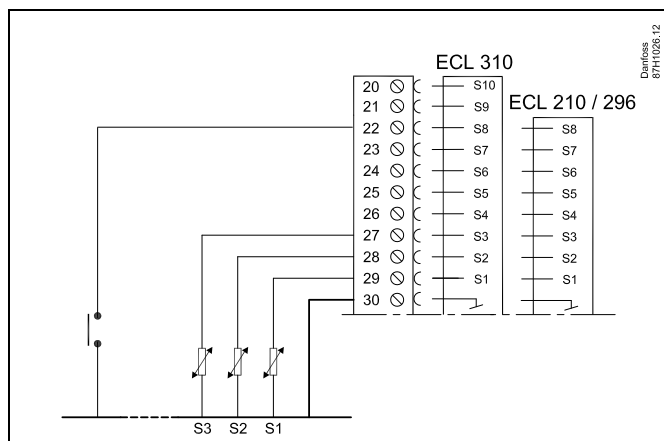 Danfoss
87H1026.12
ECL 310
ECL 210 / 296
20 S10
21 S9
22 S8 S8
23 S7 S7
24 S6 S6
25 S5 S5
26 S4 S4
27 S3 S3
28 S2 S2
29 S1 S1
30
S3 S2 S1